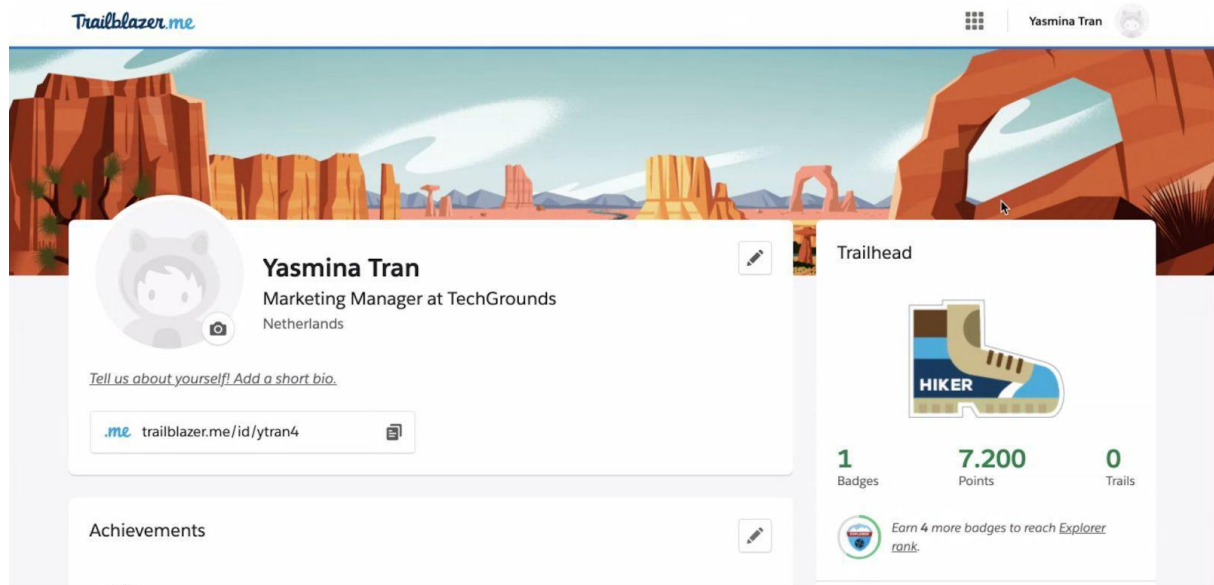 Trailblazer.me
Yasmina Tran
Yasmina Tran
Marketing Manager at TechGrounds
Netherlands
Tell us about yourself! Add a short bio.
.me trailblazer.me/id/ytran4
Achievements
Trailhead
HIKER
1 7.200 0
Badges Points Trails
Earn 4 more badges to reach Explorer
rank.